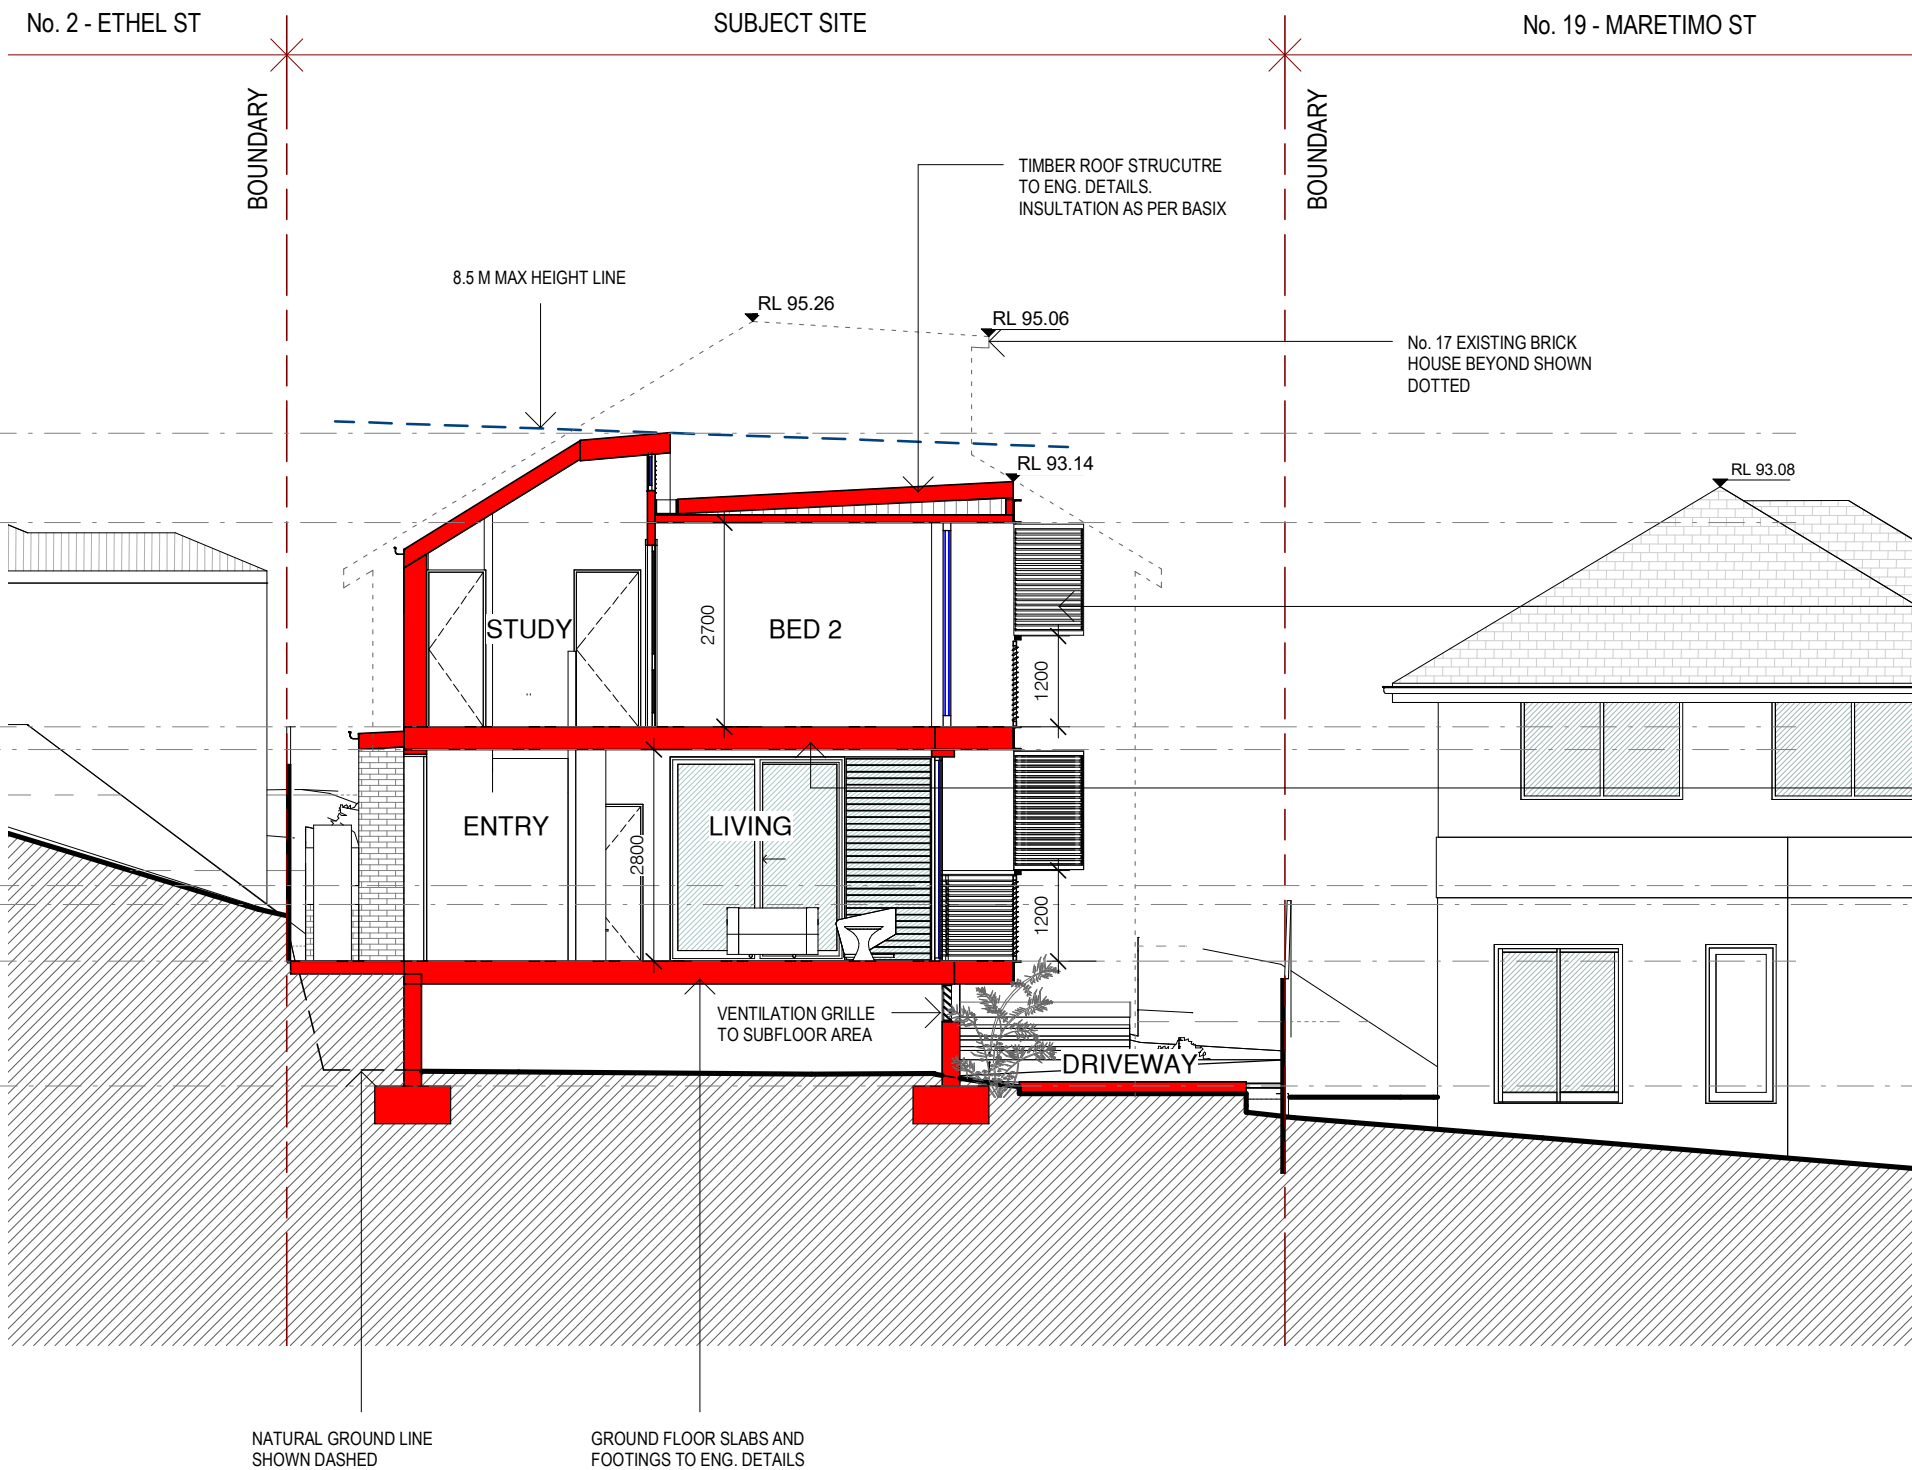 No. 2 - ETHEL ST
SUBJECT SITE
No. 19 - MARETIMO ST
BOUNDARY
BOUNDARY
TIMBER ROOF STRUCUTRE
TO ENG. DETAILS.
INSULTATION AS PER BASIX
8.5 M MAX HEIGHT LINE
RL 95.26
RL 95.06
No. 17 EXISTING BRICK
HOUSE BEYOND SHOWN
DOTTED
RL 93.14
RL 93.08
STUDY
2700
BED 2
1200
ENTRY
2800
LIVING
1200
VENTILATION GRILLE
TO SUBFLOOR AREA
DRIVEWAY
NATURAL GROUND LINE
SHOWN DASHED
GROUND FLOOR SLABS AND
FOOTINGS TO ENG. DETAILS